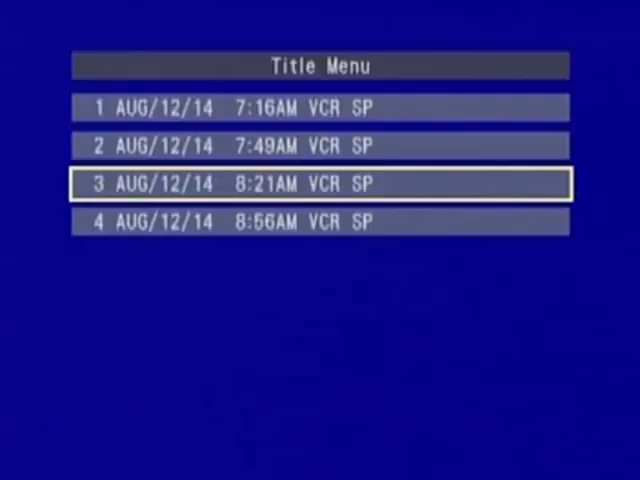 Title Menu
1 AUG/12/14 7:16AM VCR SP
2 AUG/12/14 7:49AM VCR SP
3 AUG/12/14 8:21AM VCR SP
4 AUG/12/14 8:56AM VCR SP